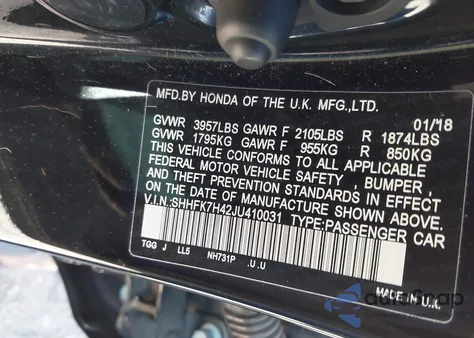 MFD.BY HONDA OF THE U.K. MFG.,LTD. 01/18
GVWR 3957LBS GAWR F 2105LBS R 1874LBS
GVWR 1795KG GAWR F 955KG R 850KG
THIS VEHICLE CONFORMS TO ALL APPLICABLE
FEDERAL MOTOR VEHICLE SAFETY , BUMPER ,
AND THEFT PREVENTION STANDARDS IN EFFECT
ON THE DATE OF MANUFACTURE SHOWN ABOVE.
V.I.N.:SHHFK7H42JU410031 TYPE:PASSENGER CAR
TGG J LL5 NH731P .U.U
MADE IN U.K.
autosnap